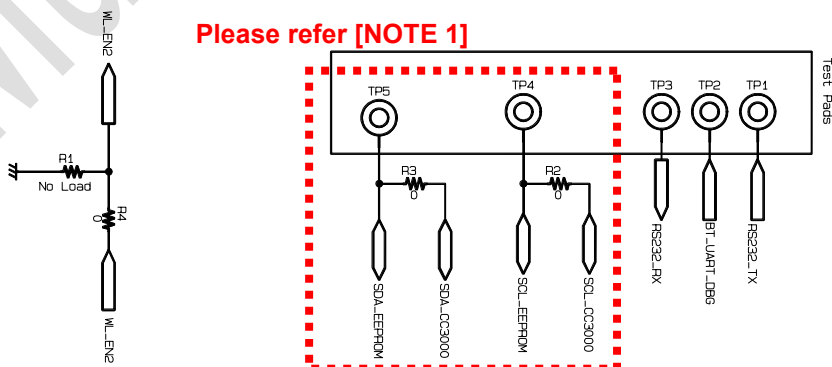 Please refer [NOTE 1]
WL_EN2
R1
No Load
R4
0
WL_EN2
Test Pads
TP5
TP4
TP3
TP2
TP1
R3
0
R2
0
SDA_EEPROM
SDA_CC3000
SCL_EEPROM
SCL_CC3000
RS232_RX
BT_UART_DBG
RS232_TX